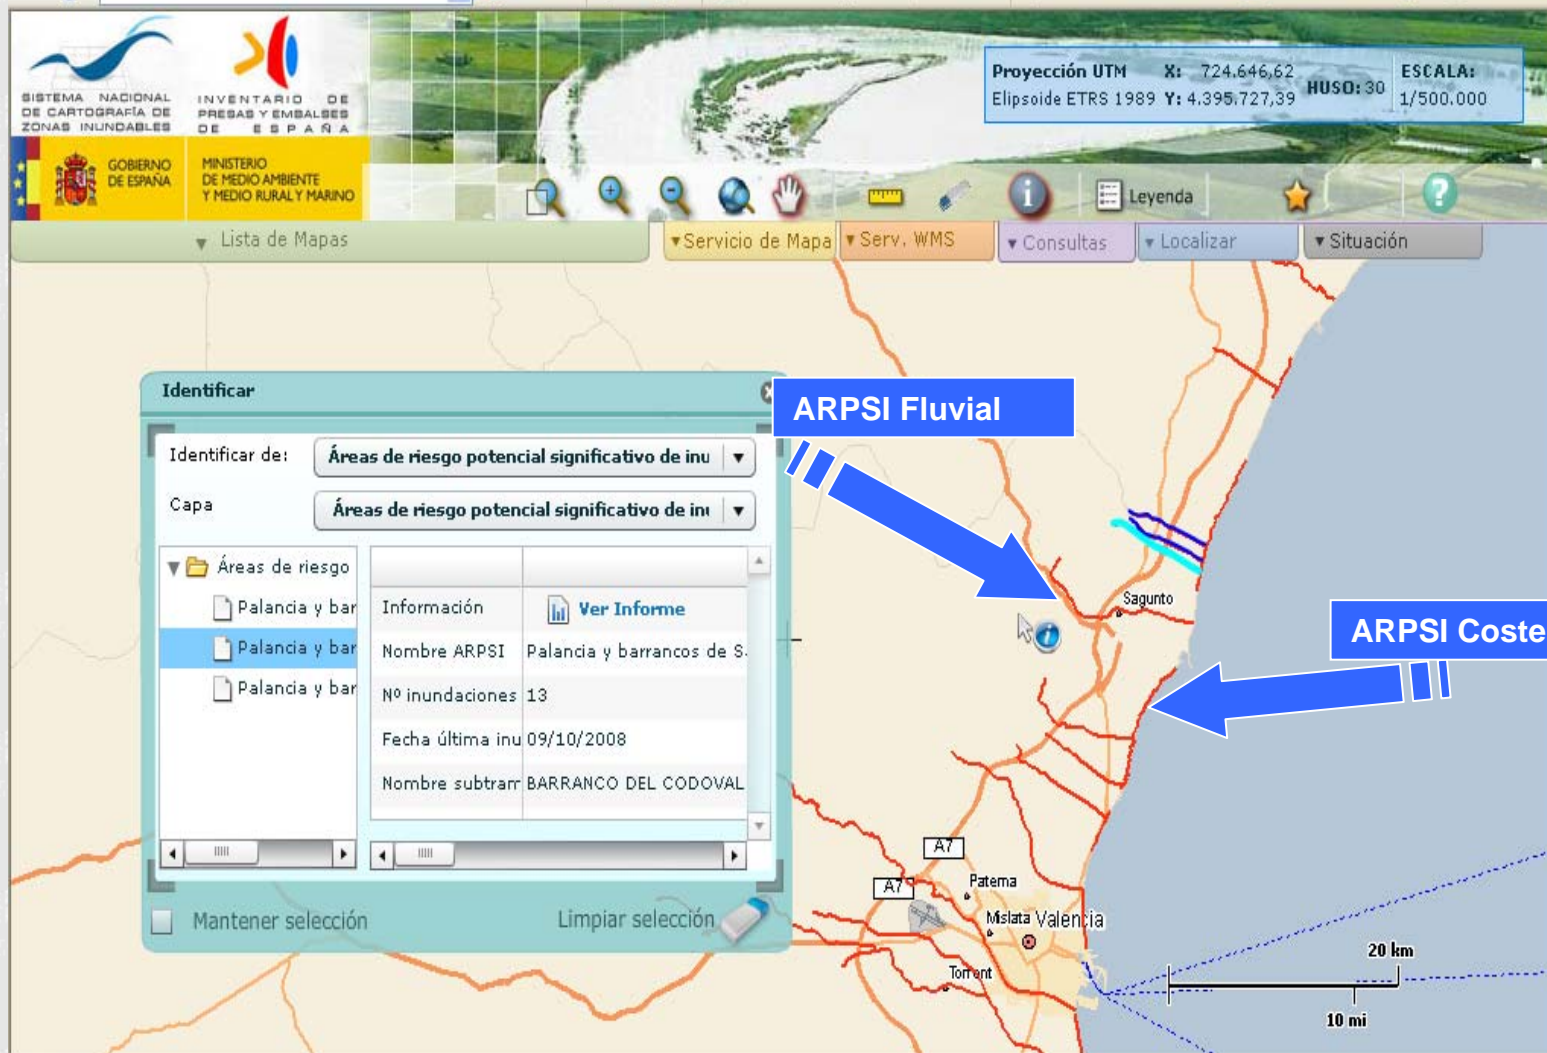 SISTEMA NACIONAL
DE CARTOGRAFÍA DE
ZONAS INUNDABLES
INVENTARIO DE
PRESAS Y EMBALSES
DE ESPAÑA
GOBIERNO
DE ESPAÑA
MINISTERIO
DE MEDIO AMBIENTE
Y MEDIO RURAL Y MARINO
Proyección UTM X: 724.646,62
Elipsoide ETRS 1989 Y: 4.395.727,39
HUSO: 30
ESCALA:
1/500.000
Leyenda
Lista de Mapas
Servicio de Mapa
Serv. WMS
Consultas
Localizar
Situación
Identificar
Identificar de:
Áreas de riesgo potencial significativo de inu
Capa
Áreas de riesgo potencial significativo de inu
Áreas de riesgo
Palancia y bar
Palancia y bar
Palancia y bar
Información Ver Informe
Nombre ARPSI Palancia y barrancos de S
Nº inundaciones 13
Fecha última inu 09/10/2008
Nombre subtram BARRANCO DEL CODOVAL
Mantener selección
Limpiar selección
ARPSI Fluvial
Sagunto
ARPSI Coste
A7
A7
Paterna
Mislata
Valencia
Torrent
20 km
10 mi